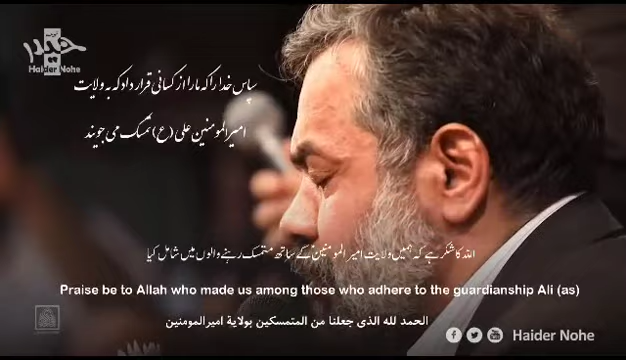 حیدر
Haider Nohe
سپاس خدا را که ما را از کسانی قرار داد که به ولایت
امیرالمومنین علی (ع) تمسک می جویند
اللہ کا شکر ہے کہ ہمیں ولایت امیر المومنین کے ساتھ متمسک رہنے والوں میں شامل کیا
Praise be to Allah who made us among those who adhere to the guardianship Ali (as)
الحمد لله الذی جعلنا من المتمسکین بولایة امیرالمومنین
Haider Nohe